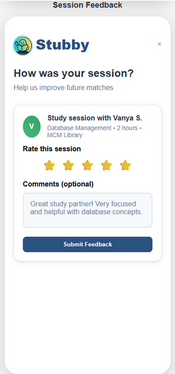 Session Feedback
Stubby
×
How was your session?
Help us improve future matches
V
Study session with Vanya S.
Database Management • 2 hours •
MCM Library
Rate this session
Comments (optional)
Great study partner! Very focused
and helpful with database concepts.
Submit Feedback